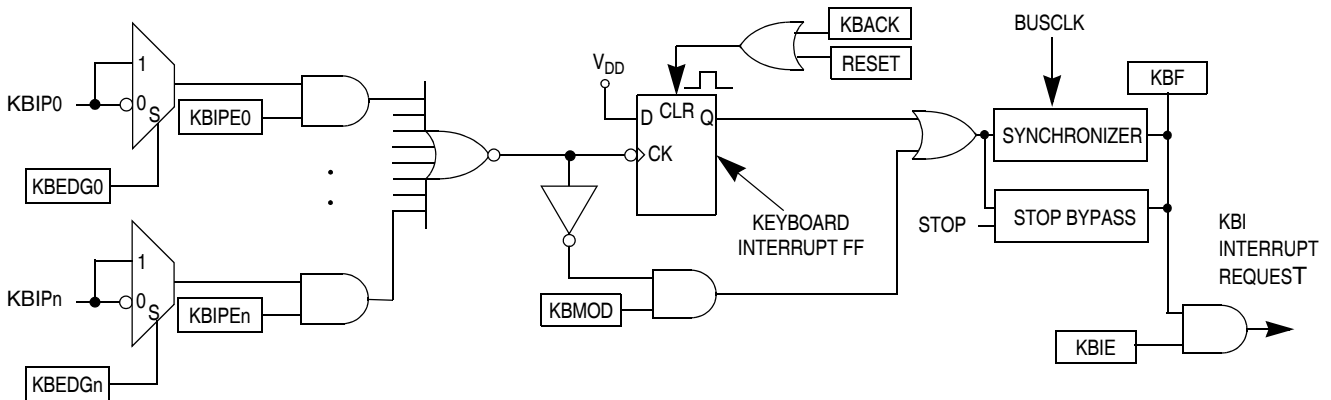 KBACK
RESET
BUSCLK
VDD
KBF
1
KBIP0
0
S
KBIPE0
D
CLR
Q
CK
SYNCHRONIZER
KBEDG0
KEYBOARD
INTERRUPT FF
STOP
STOP BYPASS
KBI
INTERRUPT
REQUEST
1
KBIPn
0
S
KBIPEn
KBMOD
KBIE
KBEDGn